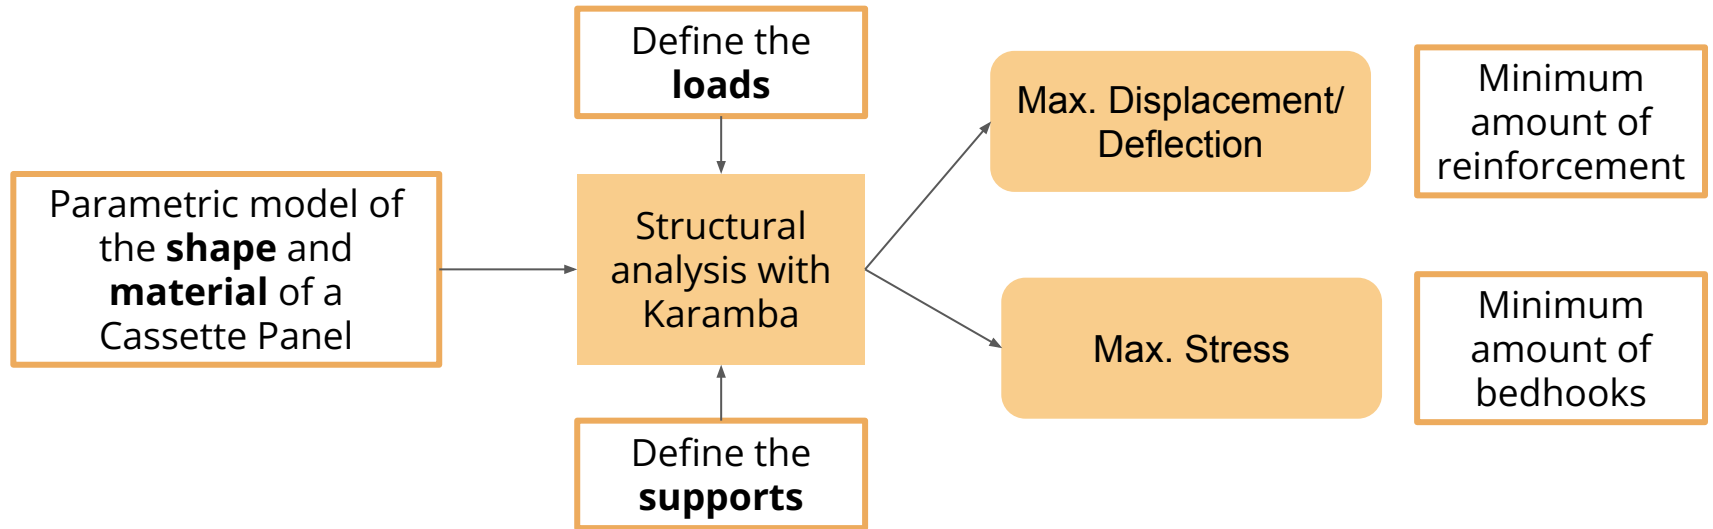 Define the
loads
Max. Displacement/
Deflection
Minimum
amount of
reinforcement
Parametric model of
the shape and
material of a
Cassette Panel
Structural
analysis with
Karamba
Max. Stress
Minimum
amount of
bedhooks
Define the
supports